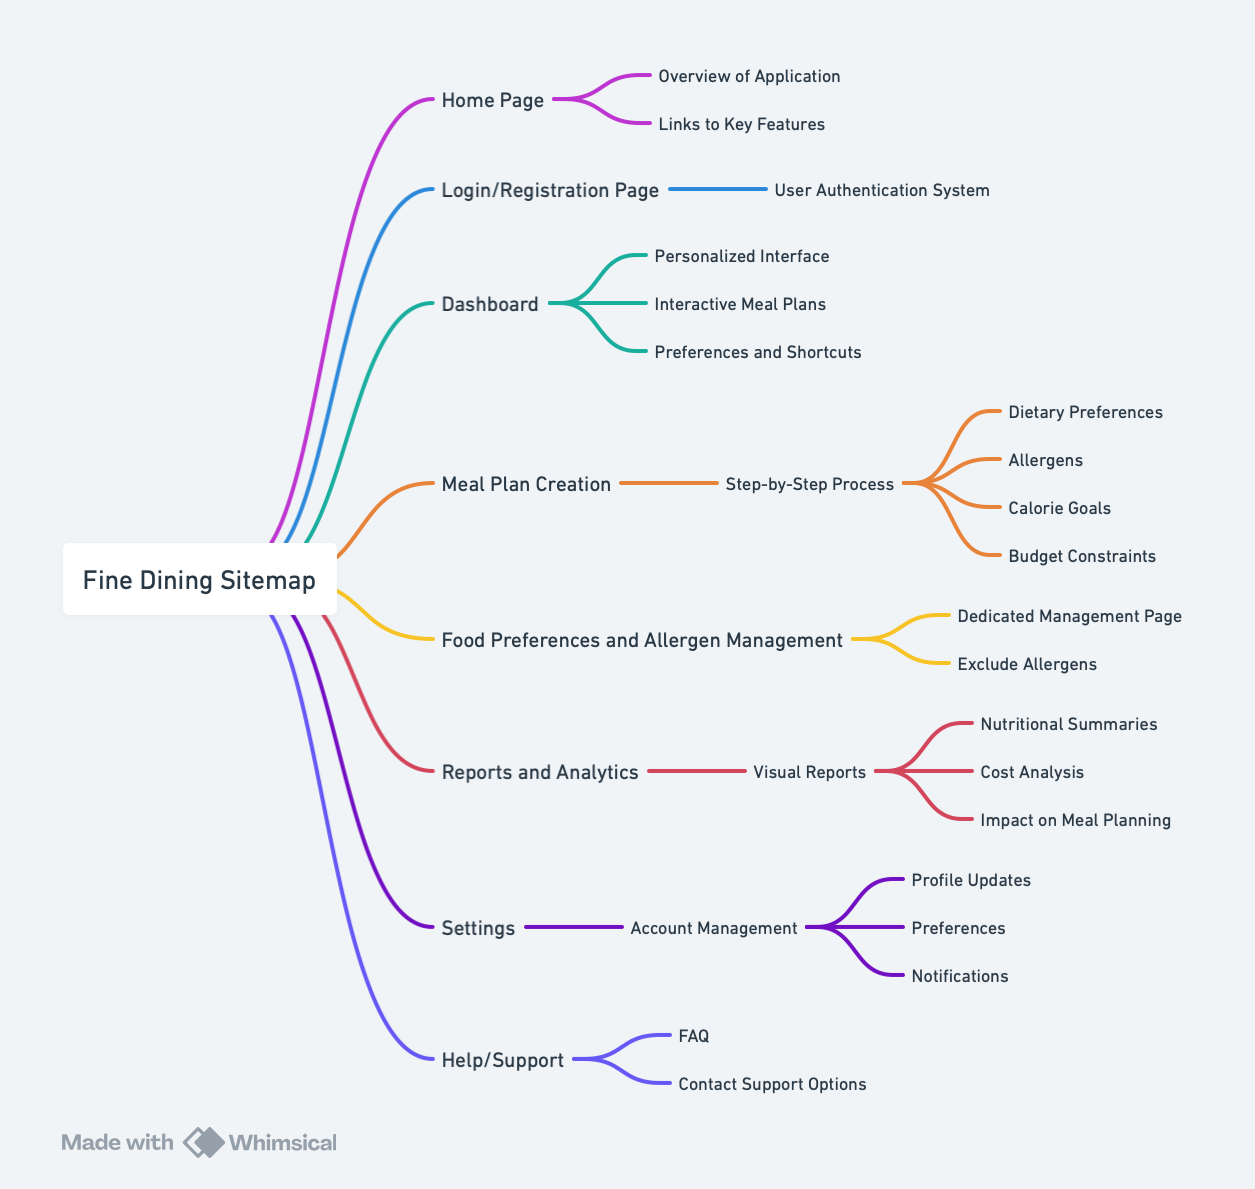 Fine Dining Sitemap
Home Page
Overview of Application
Links to Key Features
Login/Registration Page
User Authentication System
Dashboard
Personalized Interface
Interactive Meal Plans
Preferences and Shortcuts
Meal Plan Creation
Step-by-Step Process
Dietary Preferences
Allergens
Calorie Goals
Budget Constraints
Food Preferences and Allergen Management
Dedicated Management Page
Exclude Allergens
Reports and Analytics
Visual Reports
Nutritional Summaries
Cost Analysis
Impact on Meal Planning
Settings
Account Management
Profile Updates
Preferences
Notifications
Help/Support
FAQ
Contact Support Options
Made with Whimsical